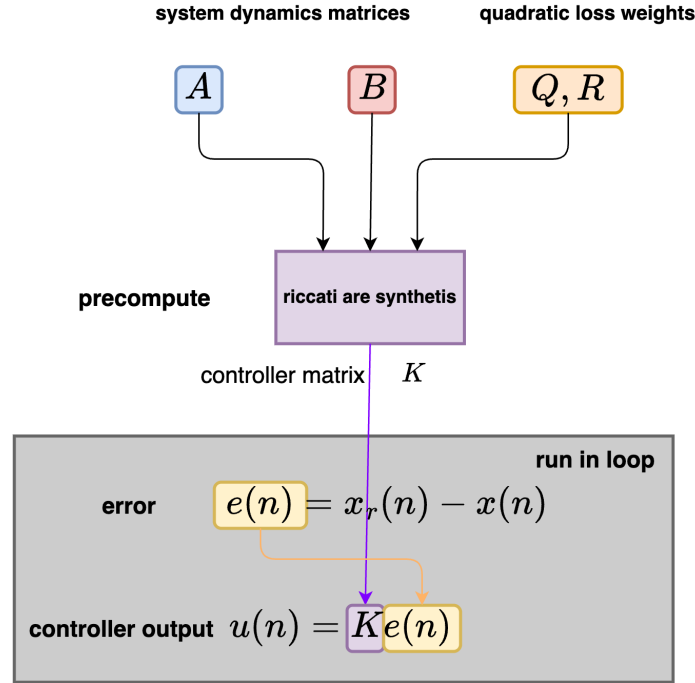 system dynamics matrices
quadratic loss weights
A
B
Q, R
precompute
riccati are synthetis
controller matrix K
run in loop
error e(n) = x_r(n) − x(n)
controller output u(n) = Ke(n)